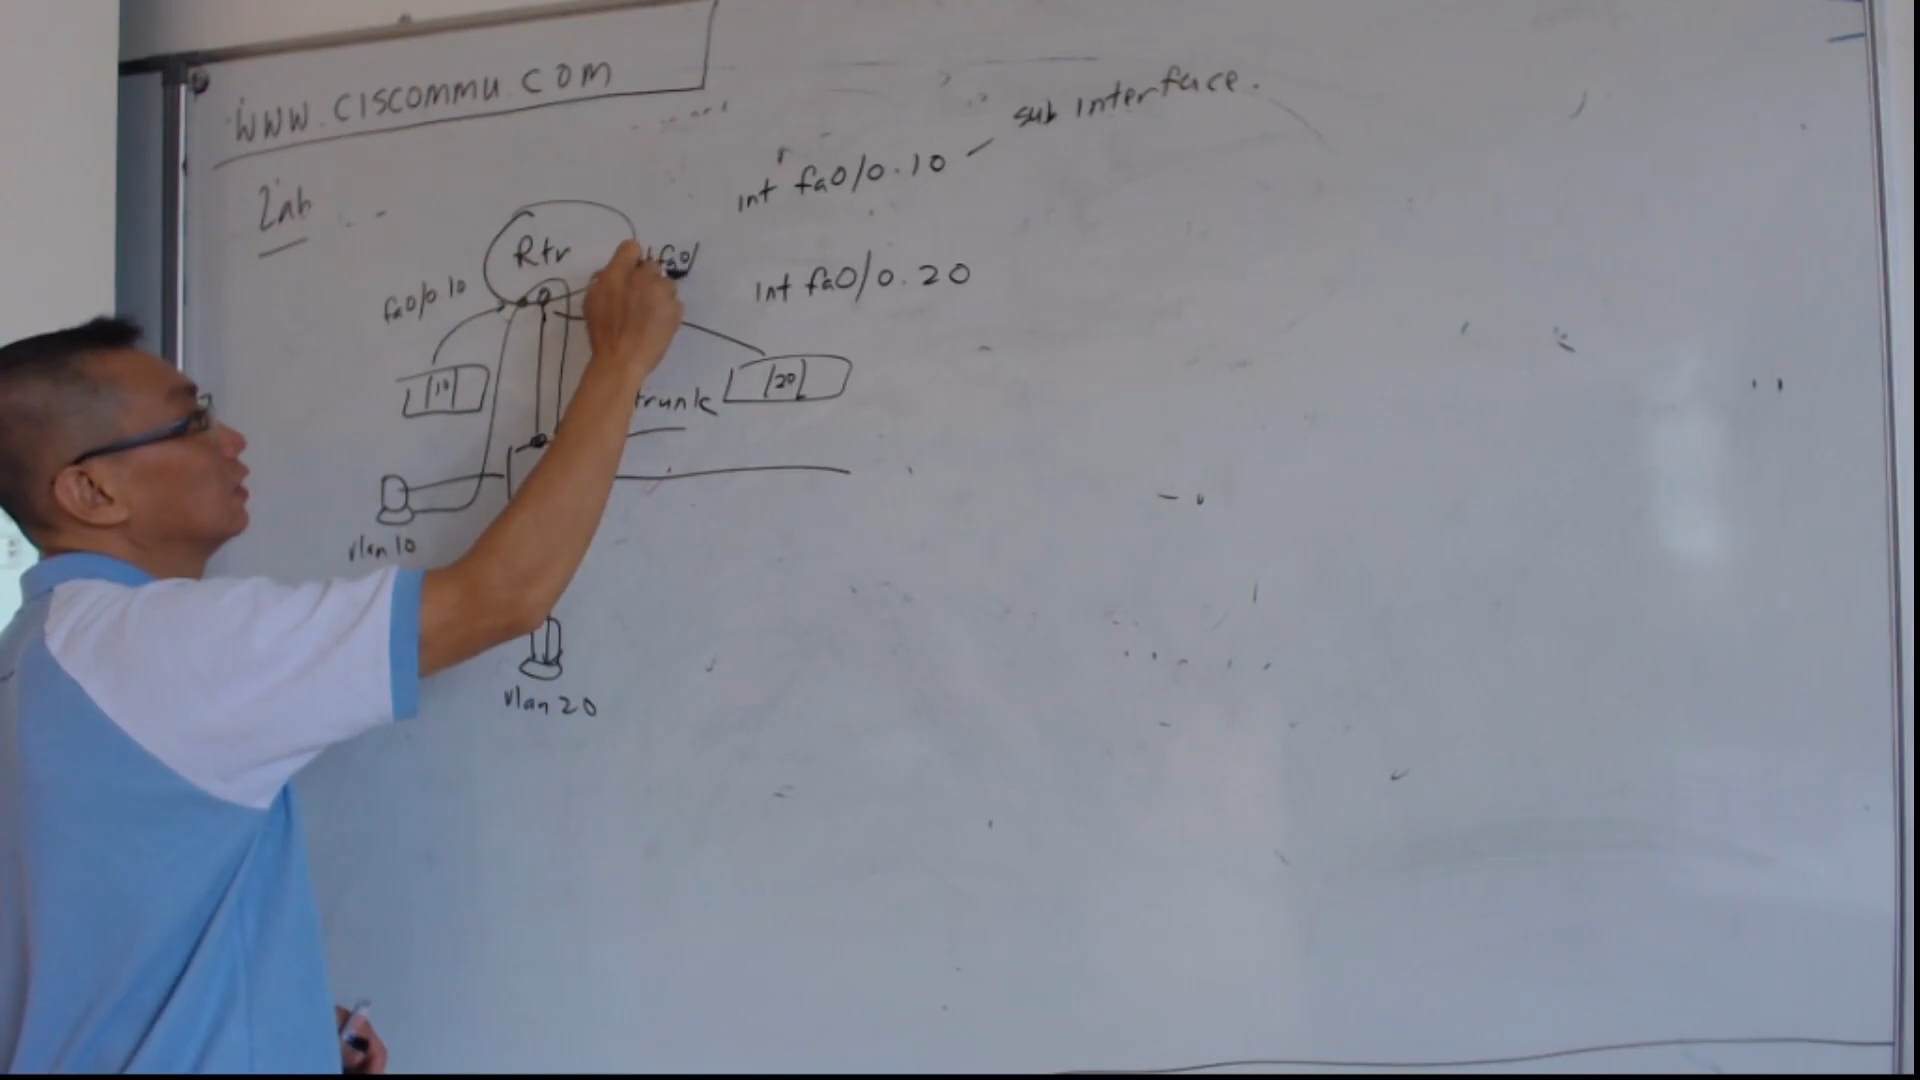 www.ciscommu.com
sub interface.
int fa0/0.10
Lab
Rtr
fa0/
int fa0/0.20
fa0/0 10
10
20
trunk
vlan 10
vlan 20